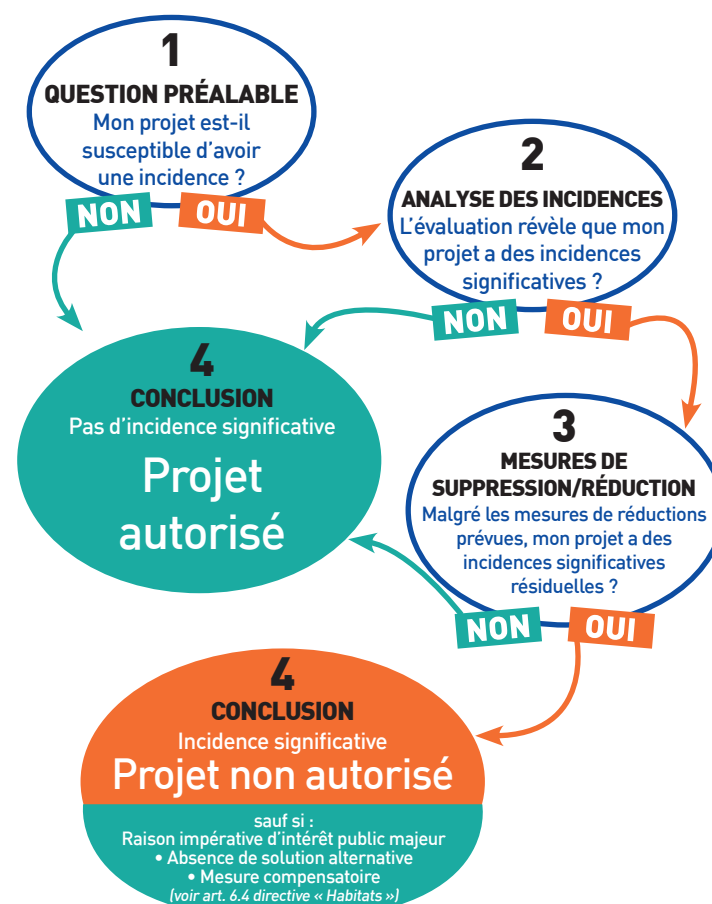 1
QUESTION PRÉALABLE
Mon projet est-il
susceptible d’avoir
une incidence ?
NON
OUI
2
ANALYSE DES INCIDENCES
L’évaluation révèle que mon
projet a des incidences
significatives ?
NON
OUI
3
MESURES DE
SUPPRESSION/RÉDUCTION
Malgré les mesures de réductions
prévues, mon projet a des
incidences significatives
résiduelles ?
NON
OUI
4
CONCLUSION
Pas d’incidence significative
Projet
autorisé
4
CONCLUSION
Incidence significative
Projet non autorisé
sauf si :
Raison impérative d’intérêt public majeur
• Absence de solution alternative
• Mesure compensatoire
(voir art. 6.4 directive « Habitats »)